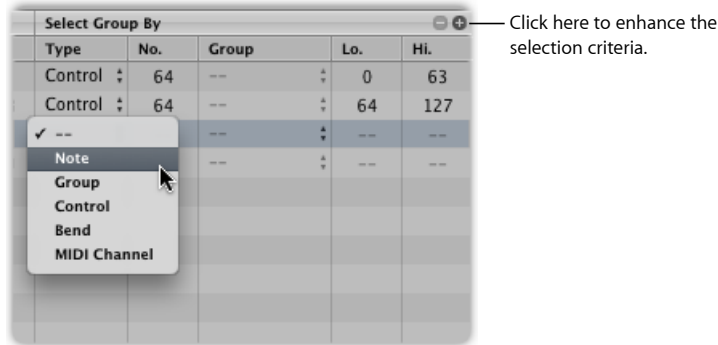 Select Group By
Click here to enhance the
selection criteria.
Type No. Group Lo. Hi.
Control 64 -- 0 63
Control 64 -- 64 127
✓ -- -- -- --
Note -- -- --
Group
Control
Bend
MIDI Channel